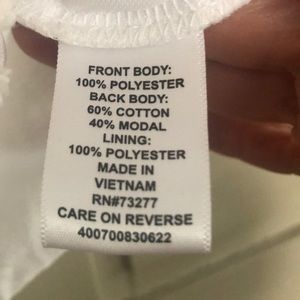 FRONT BODY:
100% POLYESTER
BACK BODY:
60% COTTON
40% MODAL
LINING:
100% POLYESTER
MADE IN
VIETNAM
RN#73277
CARE ON REVERSE
400700830622